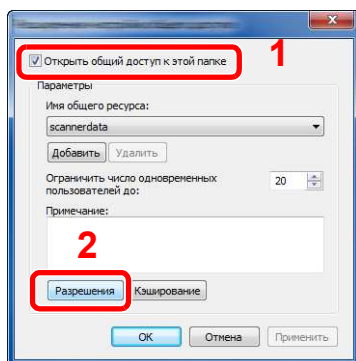 1
Открыть общий доступ к этой папке
Параметры
Имя общего ресурса:
scannerdata
Добавить Удалить
Ограничить число одновременных
пользователей до:
20
Примечание:
2
Разрешения Кэширование
ОК Отмена Применить